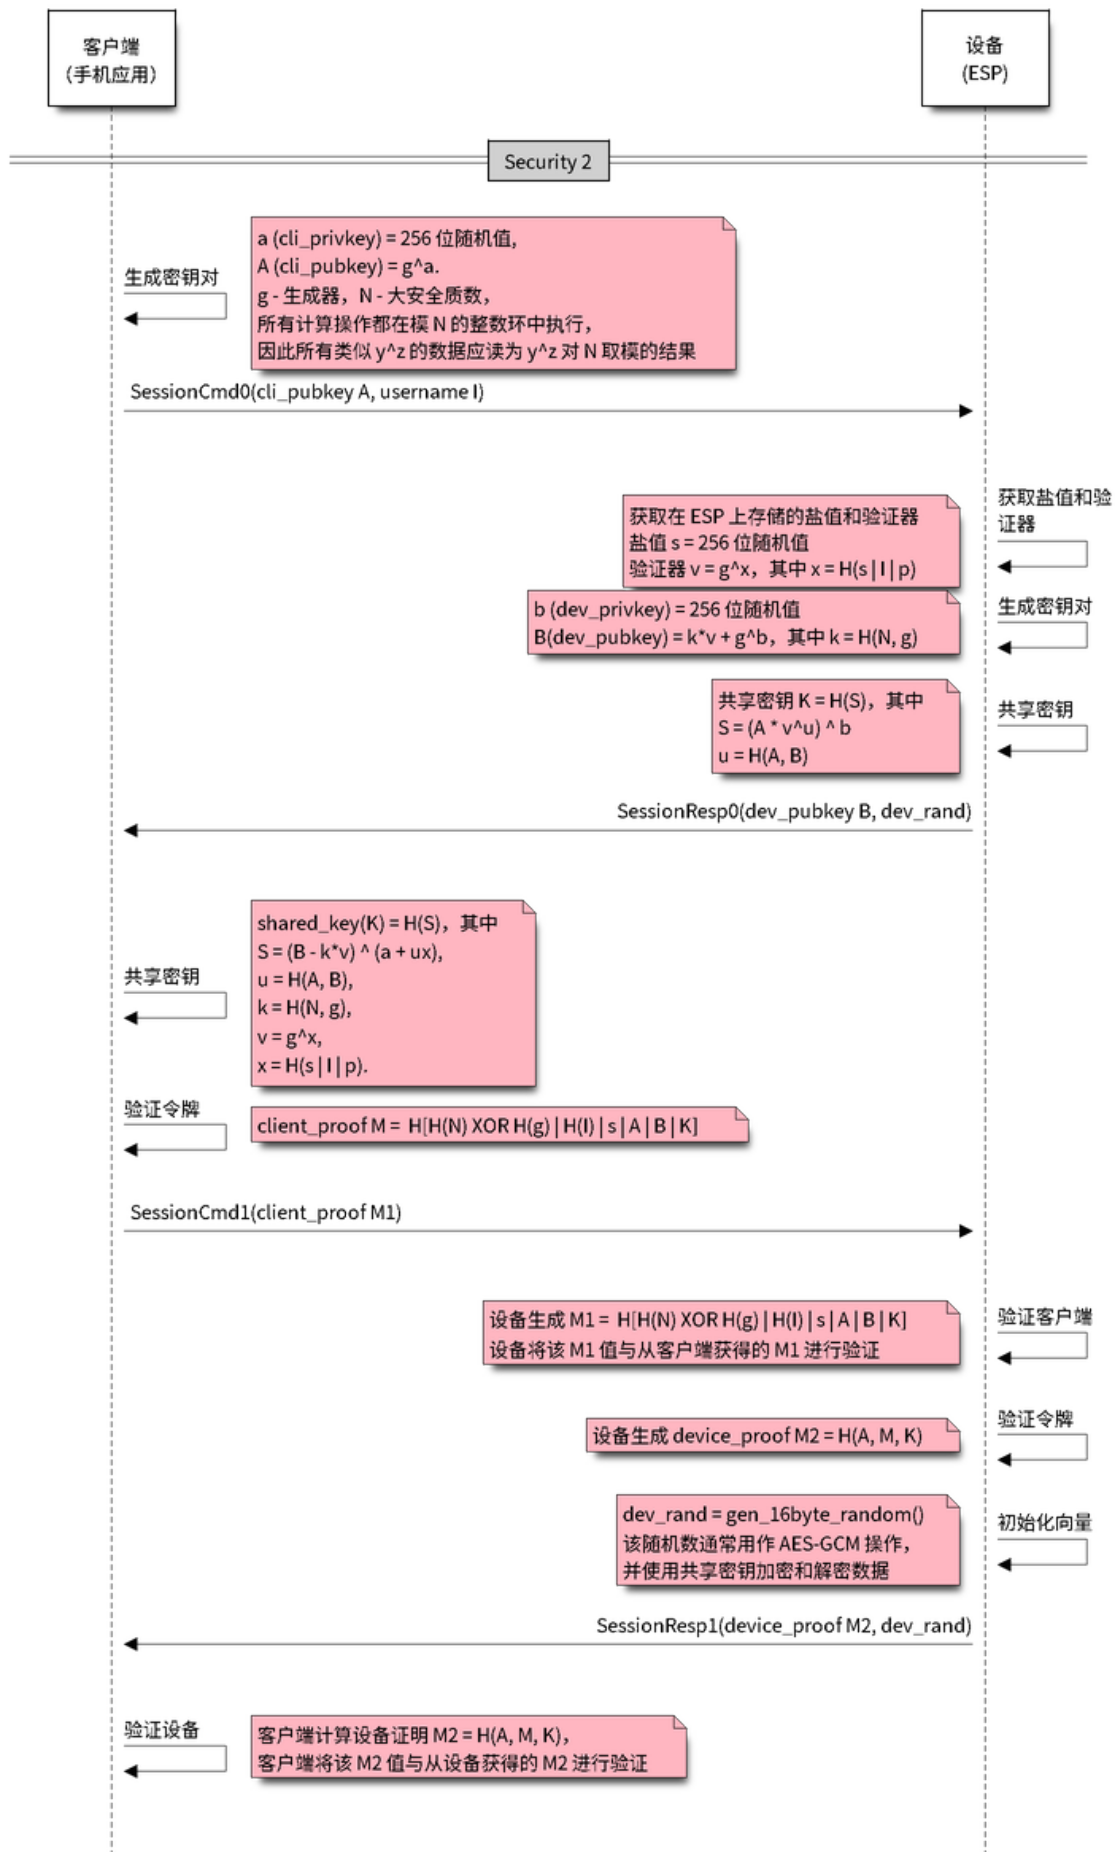 客户端
（手机应用）
设备
(ESP)
Security 2
生成密钥对
a (cli_privkey) = 256 位随机值,
A (cli_pubkey) = g^a.
g - 生成器，N - 大安全质数，
所有计算操作都在模 N 的整数环中执行，
因此所有类似 y^z 的数据应读为 y^z 对 N 取模的结果
SessionCmd0(cli_pubkey A, username I)
获取盐值和验
证器
获取在 ESP 上存储的盐值和验证器
盐值 s = 256 位随机值
验证器 v = g^x，其中 x = H(s | I | p)
生成密钥对
b (dev_privkey) = 256 位随机值
B(dev_pubkey) = k*v + g^b，其中 k = H(N, g)
共享密钥
共享密钥 K = H(S)，其中
S = (A * v^u) ^ b
u = H(A, B)
SessionResp0(dev_pubkey B, dev_rand)
共享密钥
shared_key(K) = H(S)，其中
S = (B - k*v) ^ (a + ux),
u = H(A, B),
k = H(N, g),
v = g^x,
x = H(s | I | p).
验证令牌
client_proof M =  H[H(N) XOR H(g) | H(I) | s | A | B | K]
SessionCmd1(client_proof M1)
验证客户端
设备生成 M1 =  H[H(N) XOR H(g) | H(I) | s | A | B | K]
设备将该 M1 值与从客户端获得的 M1 进行验证
验证令牌
设备生成 device_proof M2 = H(A, M, K)
初始化向量
dev_rand = gen_16byte_random()
该随机数通常用作 AES-GCM 操作，
并使用共享密钥加密和解密数据
SessionResp1(device_proof M2, dev_rand)
验证设备
客户端计算设备证明 M2 = H(A, M, K)，
客户端将该 M2 值与从设备获得的 M2 进行验证